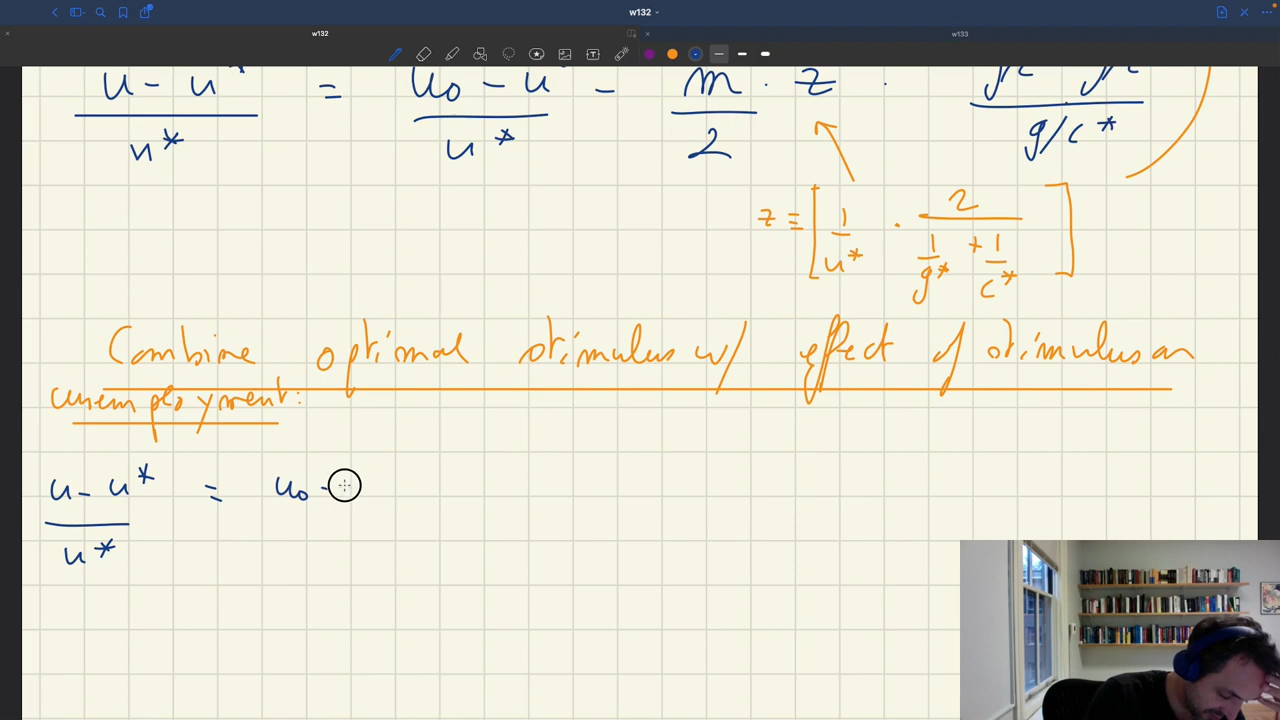 w132
w132
w133
u - u* / u* = u₀ - u* / u* - m/2 · z · / g/c*
z ≡ [ 1/u* · 2 / (1/g* + 1/c*) ]
Combine optimal stimulus w/ effect of stimulus on
unemployment:
u - u* / u* = u₀ -